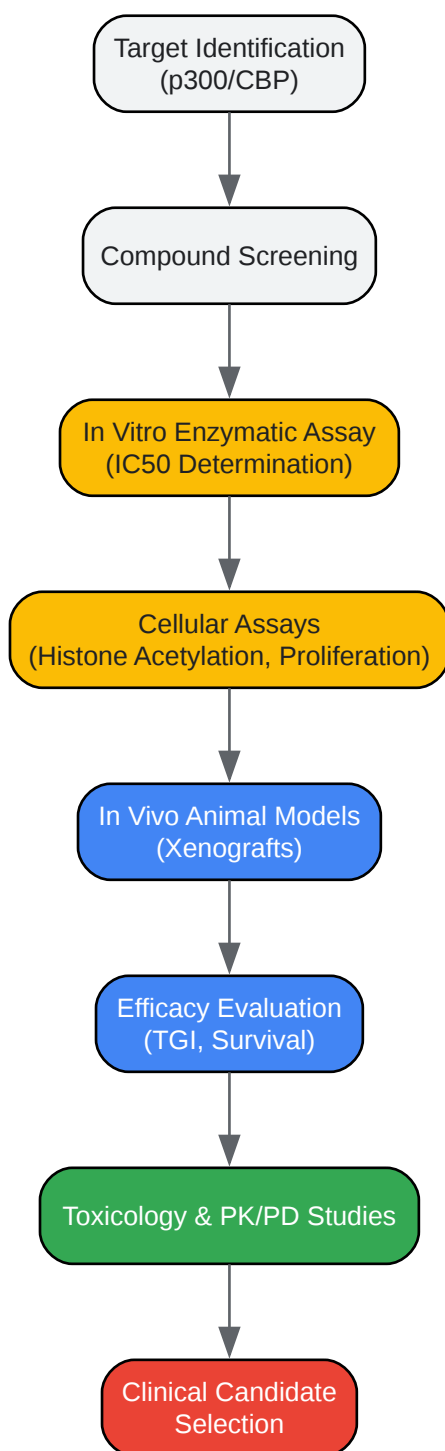 Target Identification
(p300/CBP)
Compound Screening
In Vitro Enzymatic Assay
(IC50 Determination)
Cellular Assays
(Histone Acetylation, Proliferation)
In Vivo Animal Models
(Xenografts)
Efficacy Evaluation
(TGI, Survival)
Toxicology & PK/PD Studies
Clinical Candidate
Selection